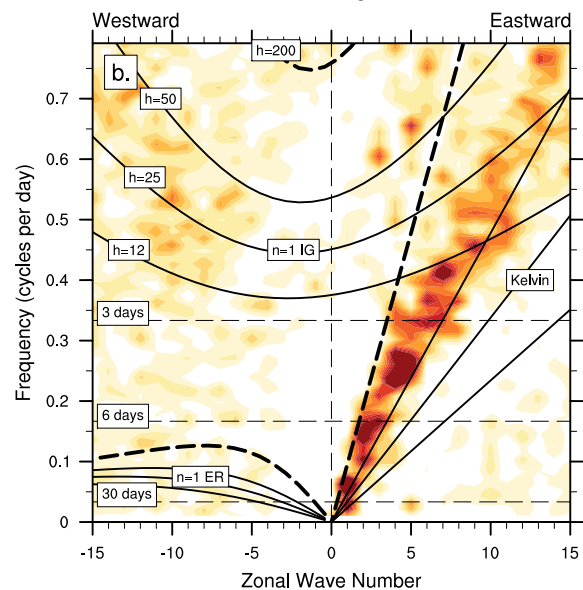 Westward
Eastward
b.
h=200
h=50
h=25
n=1 IG
h=12
Kelvin
3 days
6 days
n=1 ER
30 days
0.7
0.6
0.5
0.4
0.3
0.2
0.1
0
Frequency (cycles per day)
-15 -10 -5 0 5 10 15
Zonal Wave Number